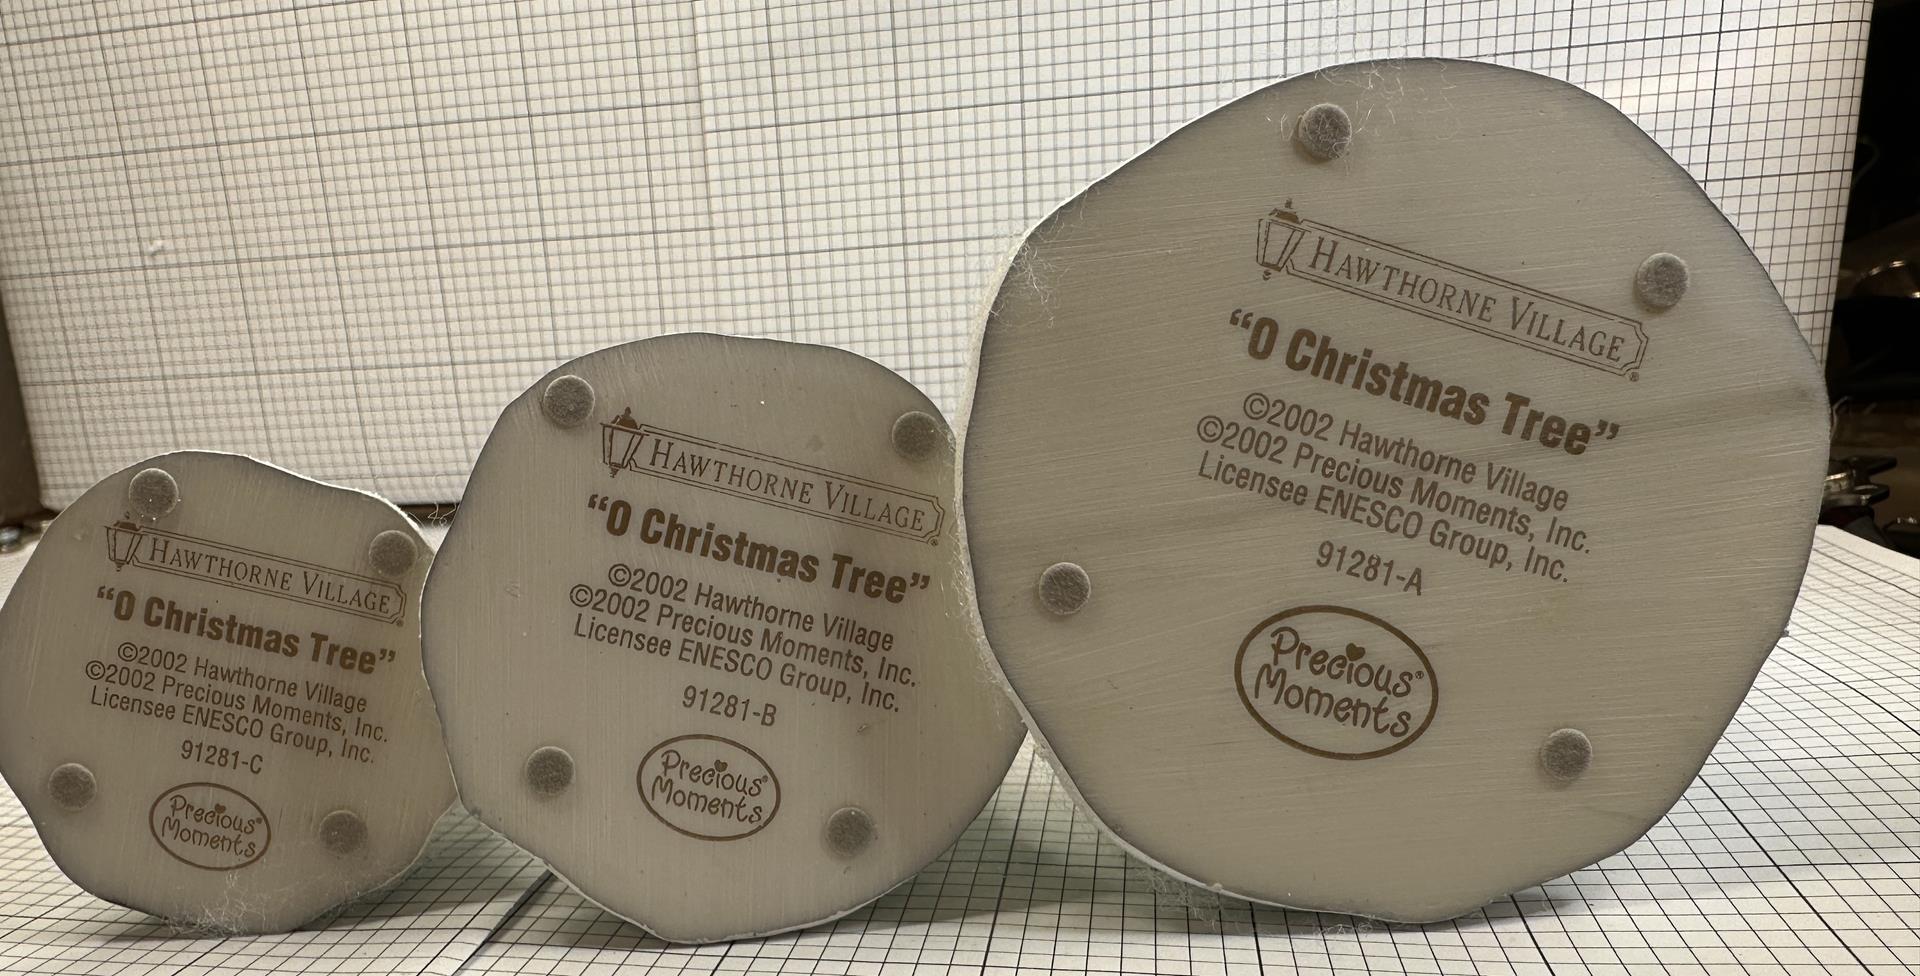 HAWTHORNE VILLAGE®
“O Christmas Tree”
©2002 Hawthorne Village
©2002 Precious Moments, Inc.
Licensee ENESCO Group, Inc.
91281-C
Precious®
Moments
HAWTHORNE VILLAGE®
“O Christmas Tree”
©2002 Hawthorne Village
©2002 Precious Moments, Inc.
Licensee ENESCO Group, Inc.
91281-B
Precious®
Moments
HAWTHORNE VILLAGE®
“O Christmas Tree”
©2002 Hawthorne Village
©2002 Precious Moments, Inc.
Licensee ENESCO Group, Inc.
91281-A
Precious®
Moments